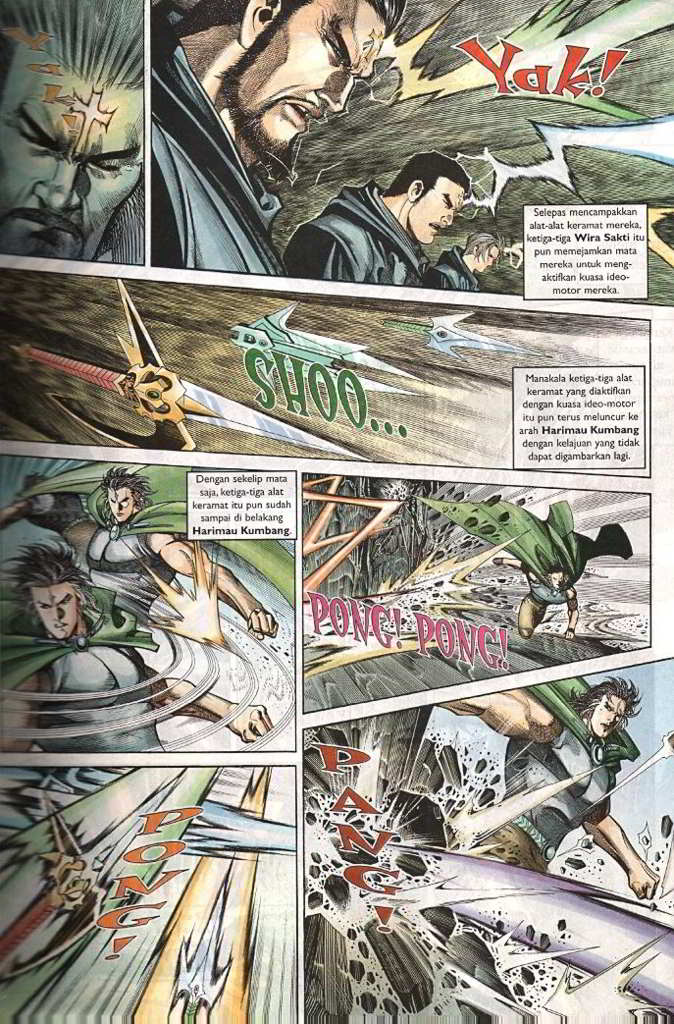 YAK!
Yak!
Selepas mencampakkan
alat-alat keramat mereka,
ketiga-tiga Wira Sakti itu
pun memejamkan mata
mereka untuk meng-
aktifkan kuasa ideo-
motor mereka.
SHOO...
Manakala ketiga-tiga alat
keramat yang diaktifkan
dengan kuasa ideo-motor
itu pun terus meluncur ke
arah Harimau Kumbang
dengan kelajuan yang tidak
dapat digambarkan lagi.
Dengan sekelip mata
saja, ketiga-tiga alat
keramat itu pun sudah
sampai di belakang
Harimau Kumbang.
PONG! PONG!
PONG!
PANG!